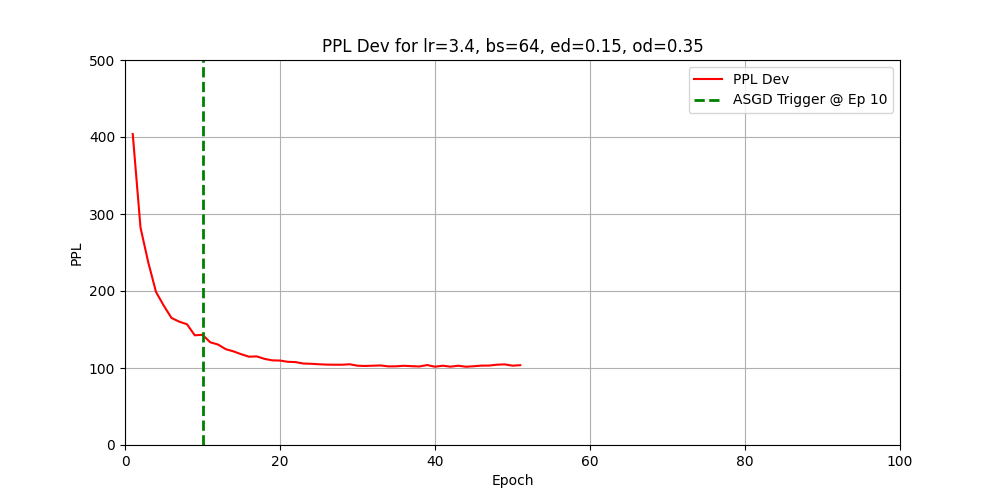 PPL Dev for lr=3.4, bs=64, ed=0.15, od=0.35
PPL Dev
ASGD Trigger @ Ep 10
500
400
300
200
100
0
PPL
0 20 40 60 80 100
Epoch